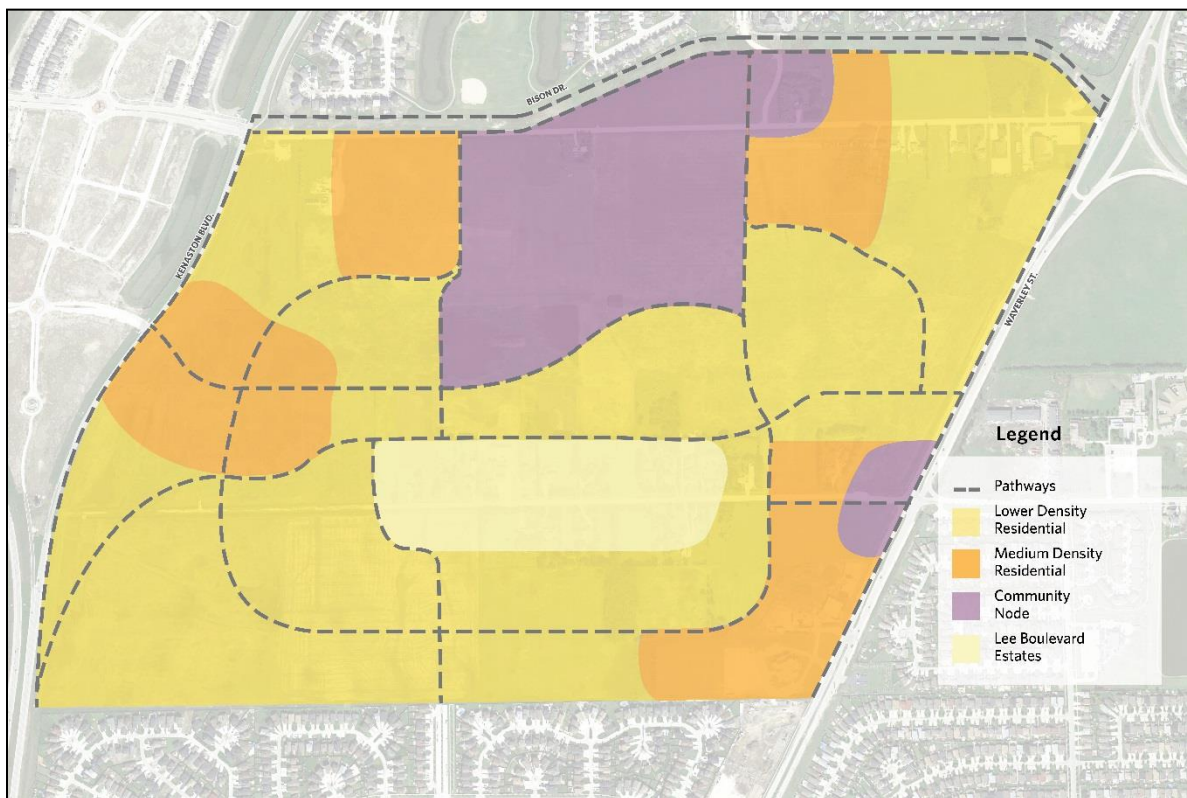 BISON DR.
KENASTON BLVD.
WAVERLEY ST.
Legend
Pathways
Lower Density
Residential
Medium Density
Residential
Community
Node
Lee Boulevard
Estates